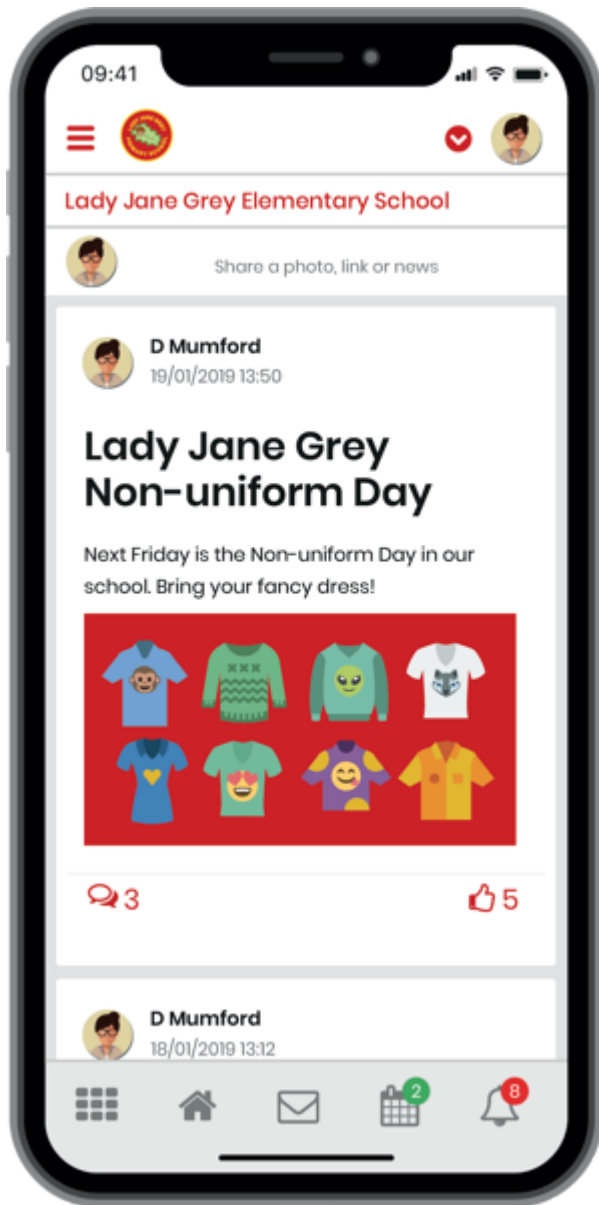 09:41
Lady Jane Grey Elementary School
Share a photo, link or news
D Mumford
19/01/2019 13:50
Lady Jane Grey
Non-uniform Day
Next Friday is the Non-uniform Day in our
school. Bring your fancy dress!
3
5
D Mumford
18/01/2019 13:12
2
8